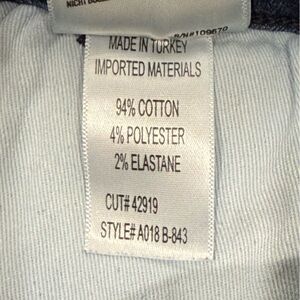 MADE IN TURKEY
IMPORTED MATERIALS
94% COTTON
4% POLYESTER
2% ELASTANE
CUT# 42919
STYLE# A018 B-843